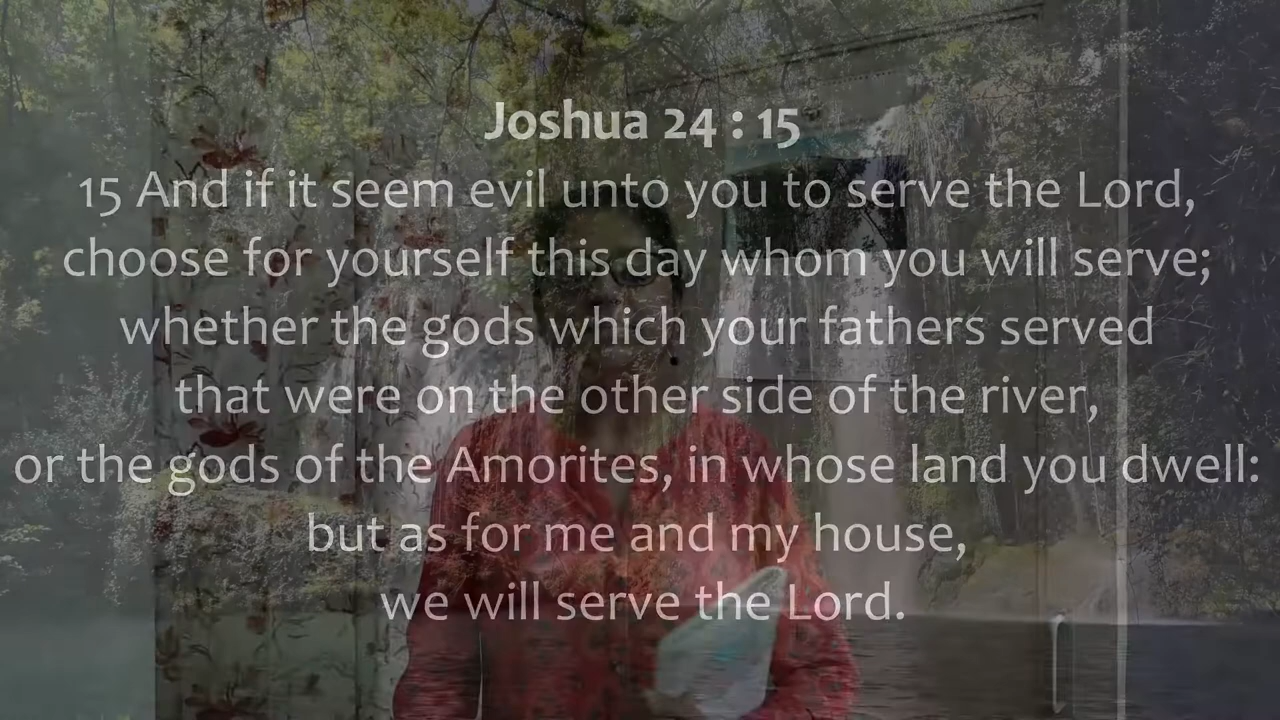 Joshua 24 : 15
15 And if it seem evil unto you to serve the Lord,
choose for yourself this day whom you will serve;
whether the gods which your fathers served
that were on the other side of the river,
or the gods of the Amorites, in whose land you dwell:
but as for me and my house,
we will serve the Lord.